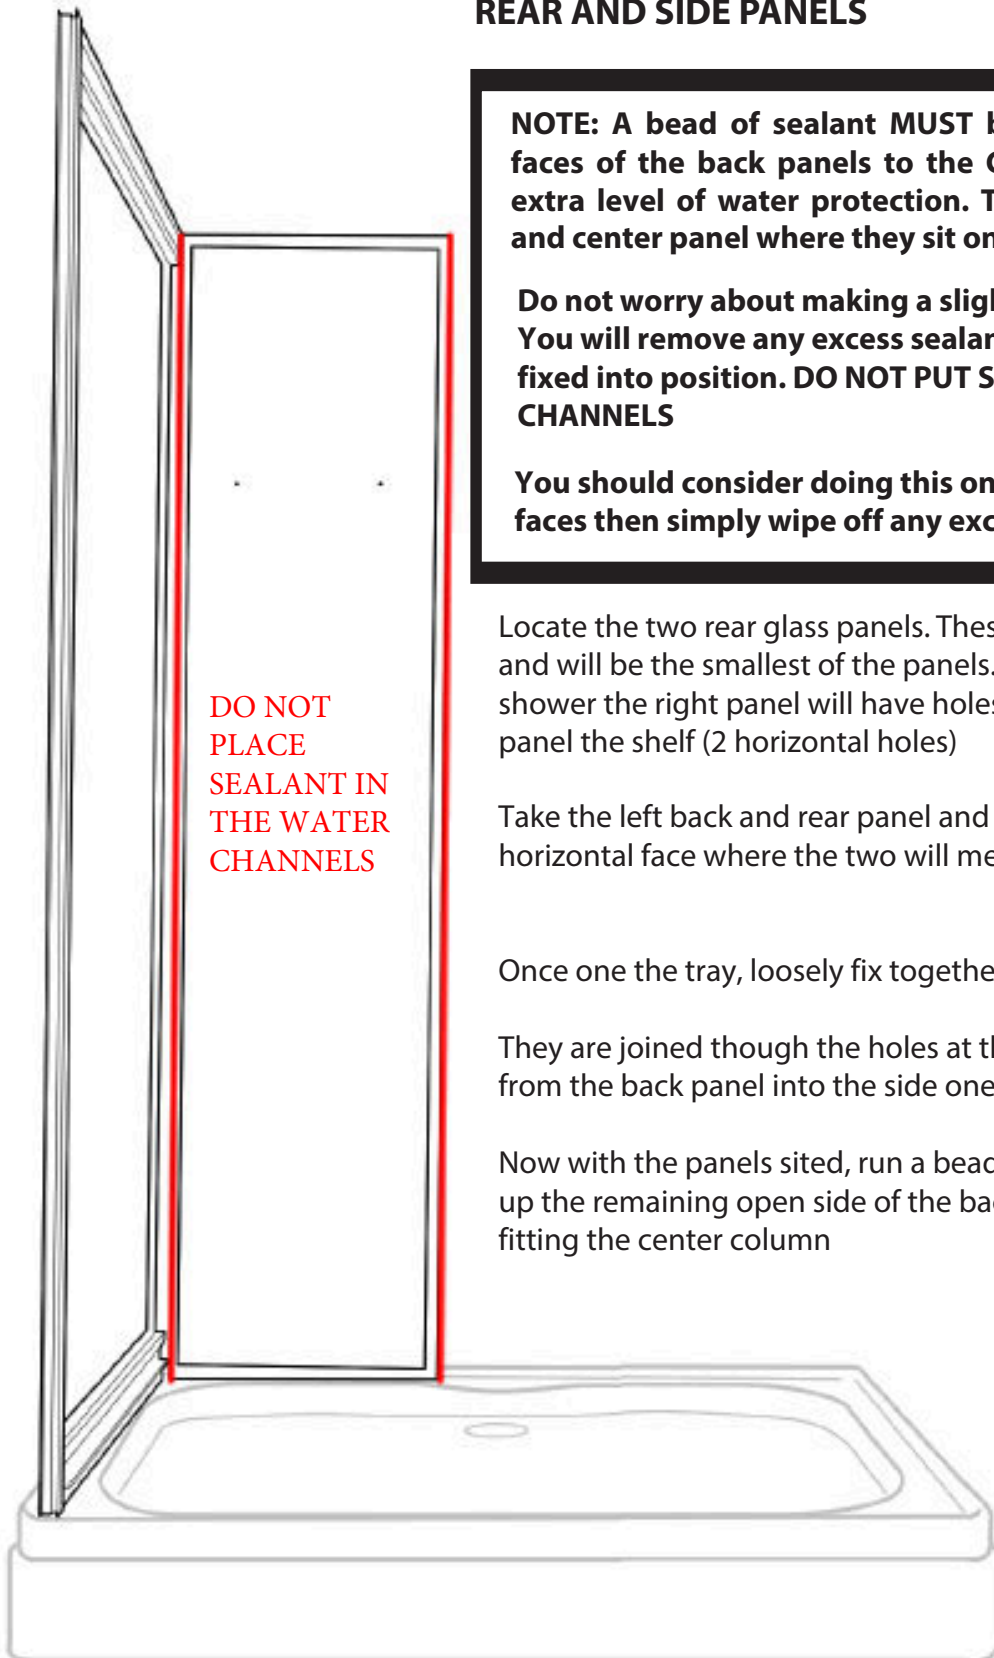 REAR AND SIDE PANELS
NOTE: A bead of sealant MUST
faces of the back panels to the
extra level of water protection.
and center panel where they sit on
Do not worry about making a
You will remove any excess
fixed into position. DO NOT PUT
CHANNELS
You should consider doing this
faces then simply wipe off any
Locate the two rear glass panels.
and will be the smallest of the panels.
shower the right panel will have holes
panel the shelf (2 horizontal holes)
Take the left back and rear panel and
horizontal face where the two will
Once one the tray, loosely fix
They are joined though the holes at
from the back panel into the side one
Now with the panels sited, run a bead
up the remaining open side of the
fitting the center column
DO NOT
PLACE
SEALANT IN
THE WATER
CHANNELS